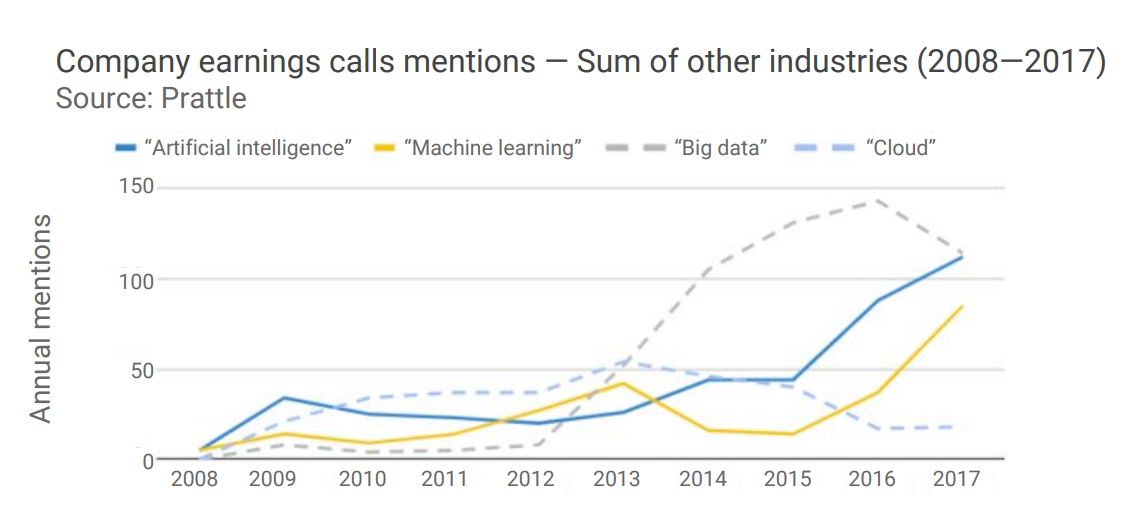 Company earnings calls mentions — Sum of other industries (2008—2017)
Source: Prattle
“Artificial intelligence” “Machine learning” “Big data” “Cloud”
Annual mentions
150
100
50
0
2008 2009 2010 2011 2012 2013 2014 2015 2016 2017